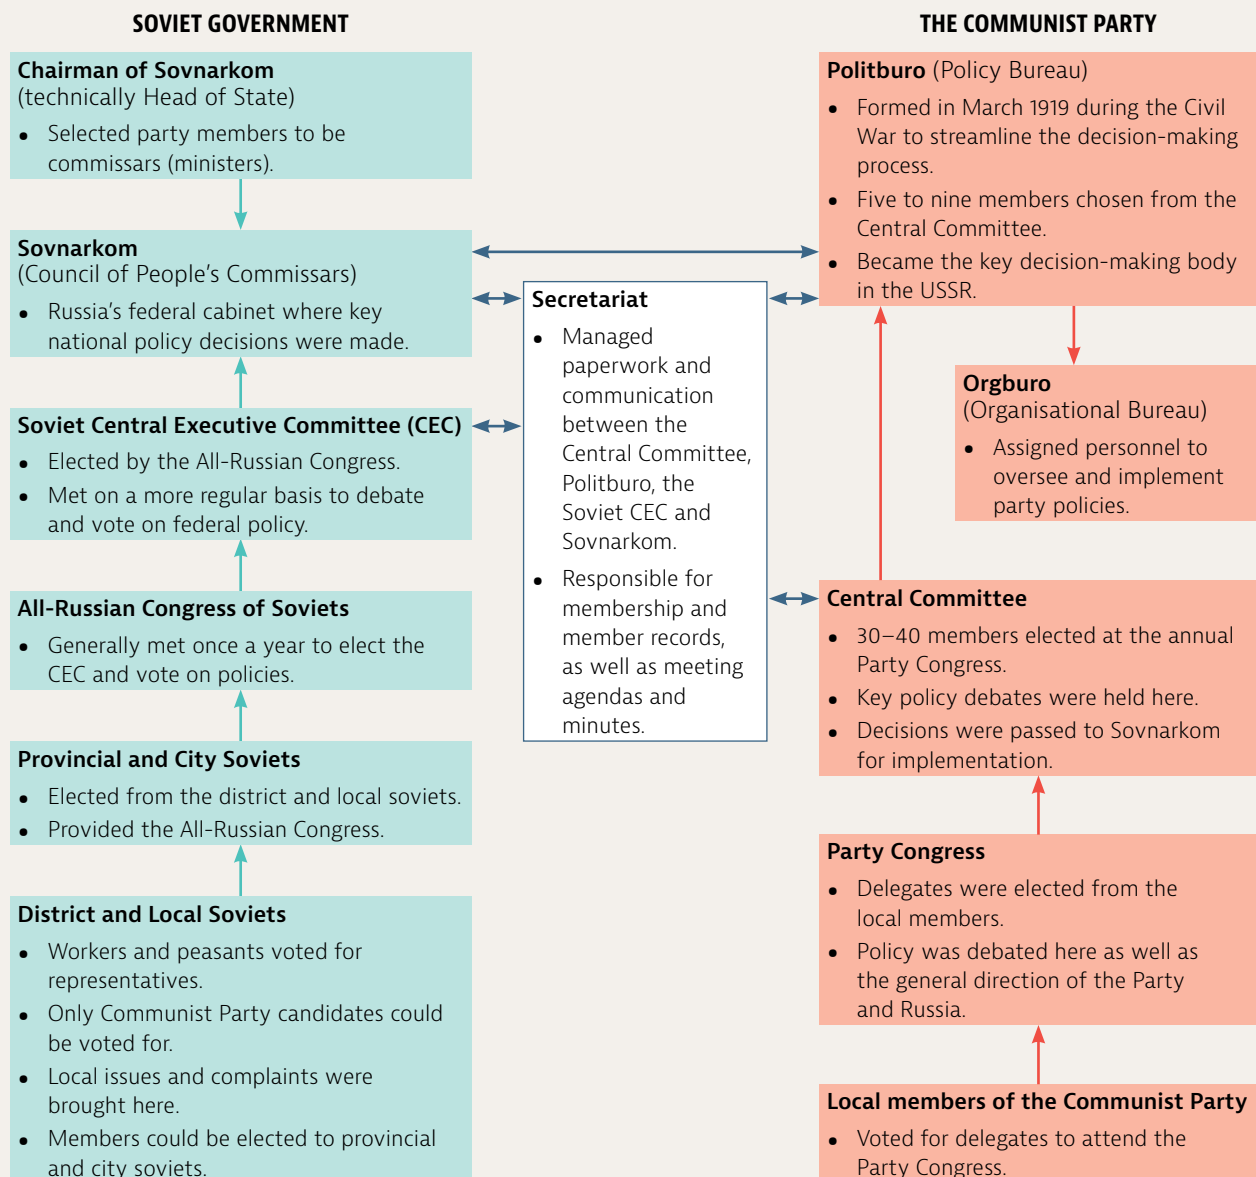 SOVIET GOVERNMENT
Chairman of Sovnarkom
(technically Head of State)
• Selected party members to be
commissars (ministers).
Sovnarkom
(Council of People's Commissars)
• Russia's federal cabinet where key
national policy decisions were made.
Soviet Central Executive Committee (CEC)
• Elected by the All-Russian Congress.
• Met on a more regular basis to debate
and vote on federal policy.
All-Russian Congress of Soviets
• Generally met once a year to elect the
CEC and vote on policies.
Provincial and City Soviets
• Elected from the district and local soviets.
• Provided the All-Russian Congress.
District and Local Soviets
• Workers and peasants voted for
representatives.
• Only Communist Party candidates could
be voted for.
• Local issues and complaints were
brought here.
• Members could be elected to provincial
and city soviets.
Secretariat
• Managed
paperwork and
communication
between the
Central Committee,
Politburo, the
Soviet CEC and
Sovnarkom.
• Responsible for
membership and
member records,
as well as meeting
agendas and
minutes.
THE COMMUNIST PARTY
Politburo (Policy Bureau)
• Formed in March 1919 during the Civil
War to streamline the decision-making
process.
• Five to nine members chosen from the
Central Committee.
• Became the key decision-making body
in the USSR.
Orgburo
(Organisational Bureau)
• Assigned personnel to
oversee and implement
party policies.
Central Committee
• 30–40 members elected at the annual
Party Congress.
• Key policy debates were held here.
• Decisions were passed to Sovnarkom
for implementation.
Party Congress
• Delegates were elected from the
local members.
• Policy was debated here as well as
the general direction of the Party
and Russia.
Local members of the Communist Party
• Voted for delegates to attend the
Party Congress.